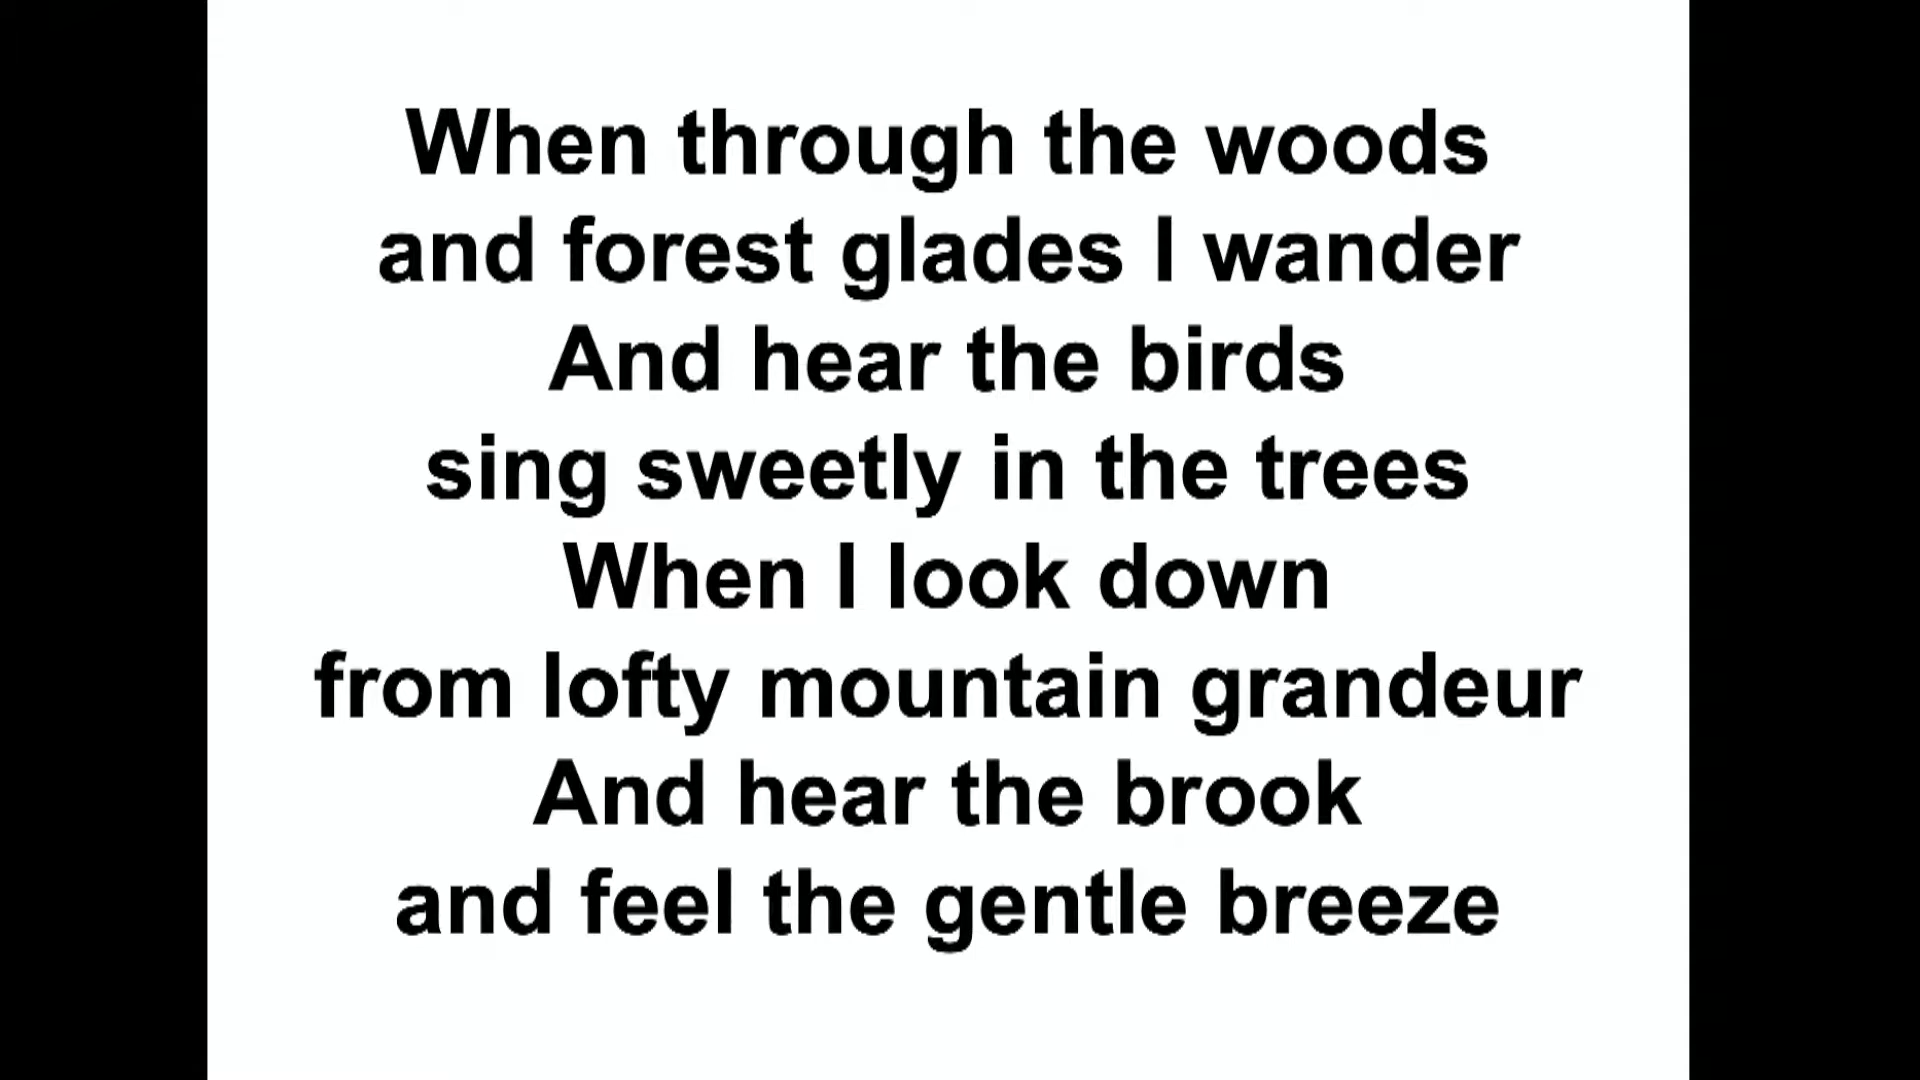 When through the woods
and forest glades I wander
And hear the birds
sing sweetly in the trees
When I look down
from lofty mountain grandeur
And hear the brook
and feel the gentle breeze